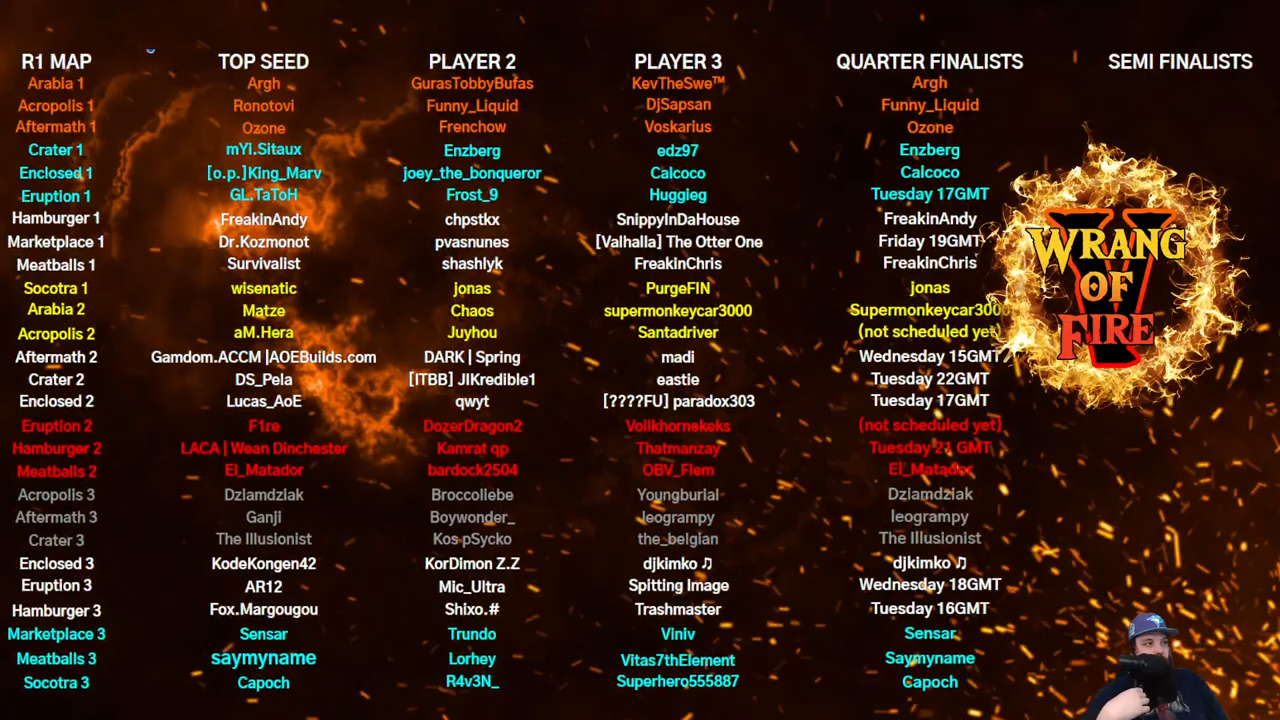 R1 MAP TOP SEED PLAYER 2 PLAYER 3 QUARTER FINALISTS SEMI FINALISTS
Arabia 1 Argh GurasTobbyBufas KevTheSwe™ Argh
Acropolis 1 Ronotovi Funny_Liquid DjSapsan Funny_Liquid
Aftermath 1 Ozone Frenchow Voskarius Ozone
Crater 1 mYi.Sitaux Enzberg edz97 Enzberg
Enclosed 1 [o.p.]King_Marv joey_the_bonqueror Calcoco Calcoco
Eruption 1 GL.TaToH Frost_9 Huggieg Tuesday 17GMT
Hamburger 1 FreakinAndy chpstkx SnippyInDaHouse FreakinAndy
Marketplace 1 Dr.Kozmonot pvasnunes [Valhalla] The Otter One Friday 19GMT
Meatballs 1 Survivalist shashlyk FreakinChris FreakinChris
Socotra 1 wisenatic jonas PurgeFIN jonas
Arabia 2 Matze Chaos supermonkeycar3000 Supermonkeycar3000
Acropolis 2 aM.Hera Juyhou Santadriver (not scheduled yet)
Aftermath 2 Gamdom.ACCM |AOEBuilds.com DARK | Spring madi Wednesday 15GMT
Crater 2 DS_Pela [ITBB] JIKredible1 eastie Tuesday 22GMT
Enclosed 2 Lucas_AoE qwyt [????FU] paradox303 Tuesday 17GMT
Eruption 2 F1re DozerDragon2 Vollkhornekeks (not scheduled yet)
Hamburger 2 LACA | Wean Dinchester Kamrat qp Thatmanzay Tuesday 21 GMT
Meatballs 2 El_Matador bardock2504 OBV_Flem El_Matador
Acropolis 3 Dziamdziak Broccoliebe Youngburial Dziamdziak
Aftermath 3 Ganji Boywonder_ leogrampy leogrampy
Crater 3 The Illusionist Kos pSycko the_belgian The Illusionist
Enclosed 3 KodeKongen42 KorDimon Z.Z djkimko ♫ djkimko ♫
Eruption 3 AR12 Mic_Ultra Spitting Image Wednesday 18GMT
Hamburger 3 Fox.Margougou Shixo.# Trashmaster Tuesday 16GMT
Marketplace 3 Sensar Trundo Viniv Sensar
Meatballs 3 saymyname Lorhey Vitas7thElement Saymyname
Socotra 3 Capoch R4v3N_ Superhero555887 Capoch
V
WRANG
OF
FIRE